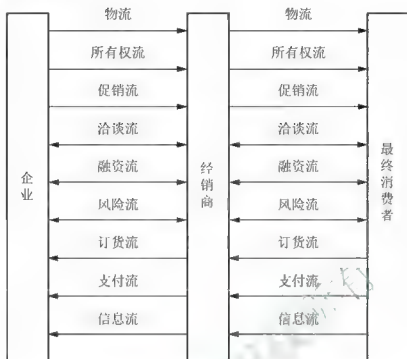 物流 物流
所有权流 所有权流
促销流 促销流
洽谈流 洽谈流
融资流 融资流
风险流 风险流
订货流 订货流
支付流 支付流
信息流 信息流
企业
经销商
最终消费者